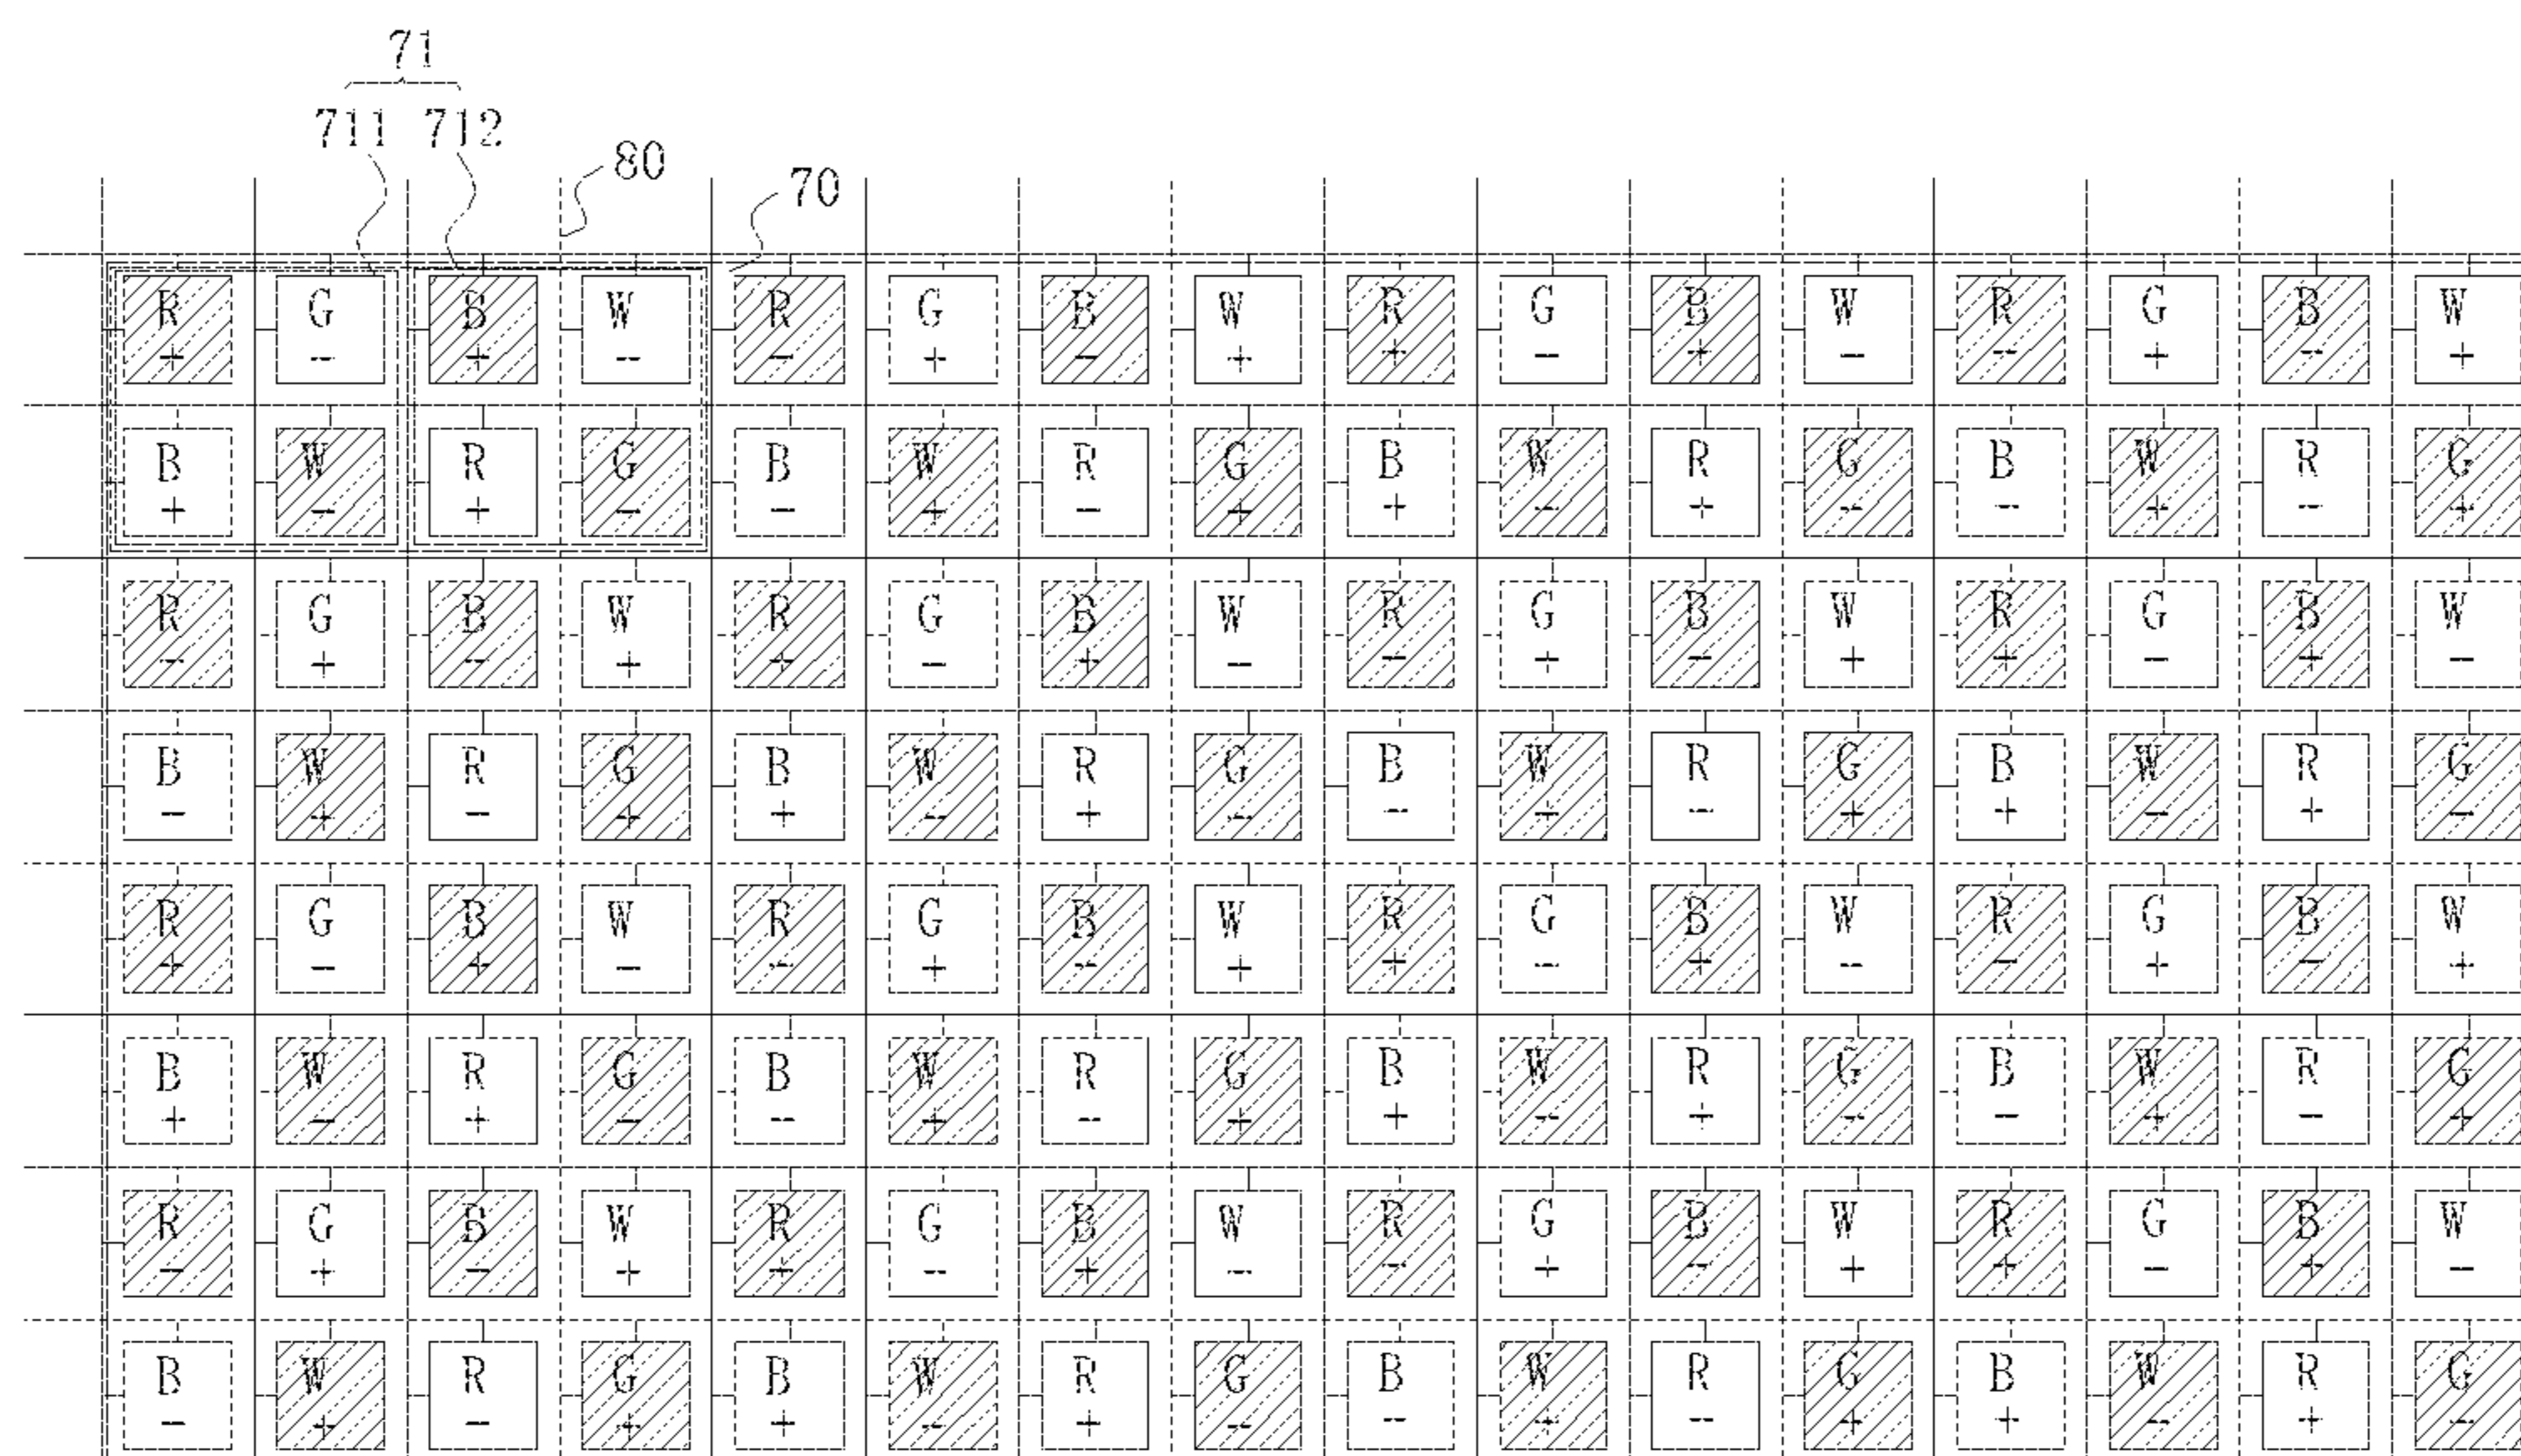 71
711 712
80
70
R G B W R G B W R G B W R G B W
+ - + - - + - + + - + - - + - +
B W R G B W R G B W R G B W R G
+ - + - - + - + + - + - - + - +
R G B W R G B W R G B W R G B W
- + - + + - + - - + - + + - + -
B W R G B W R G B W R G B W R G
- + - + + - + - - + - + + - + -
R G B W R G B W R G B W R G B W
+ - + - - + - + + - + - - + - +
B W R G B W R G B W R G B W R G
+ - + - - + - + + - + - - + - +
R G B W R G B W R G B W R G B W
- + - + + - + - - + - + + - + -
B W R G B W R G B W R G B W R G
- + - + + - + - - + - + + - + -